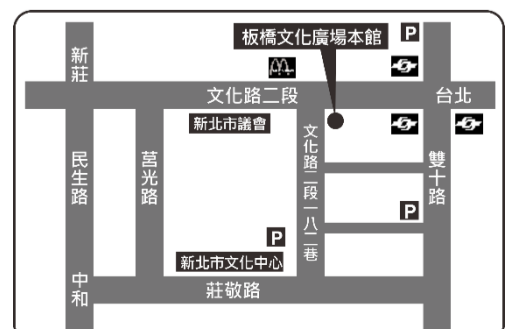 板橋文化廣場本館
P
新莊
文化路二段
台北
新北市議會
文化路二段一八二巷
民生路
莒光路
雙十路
P
P
新北市文化中心
中和
莊敬路